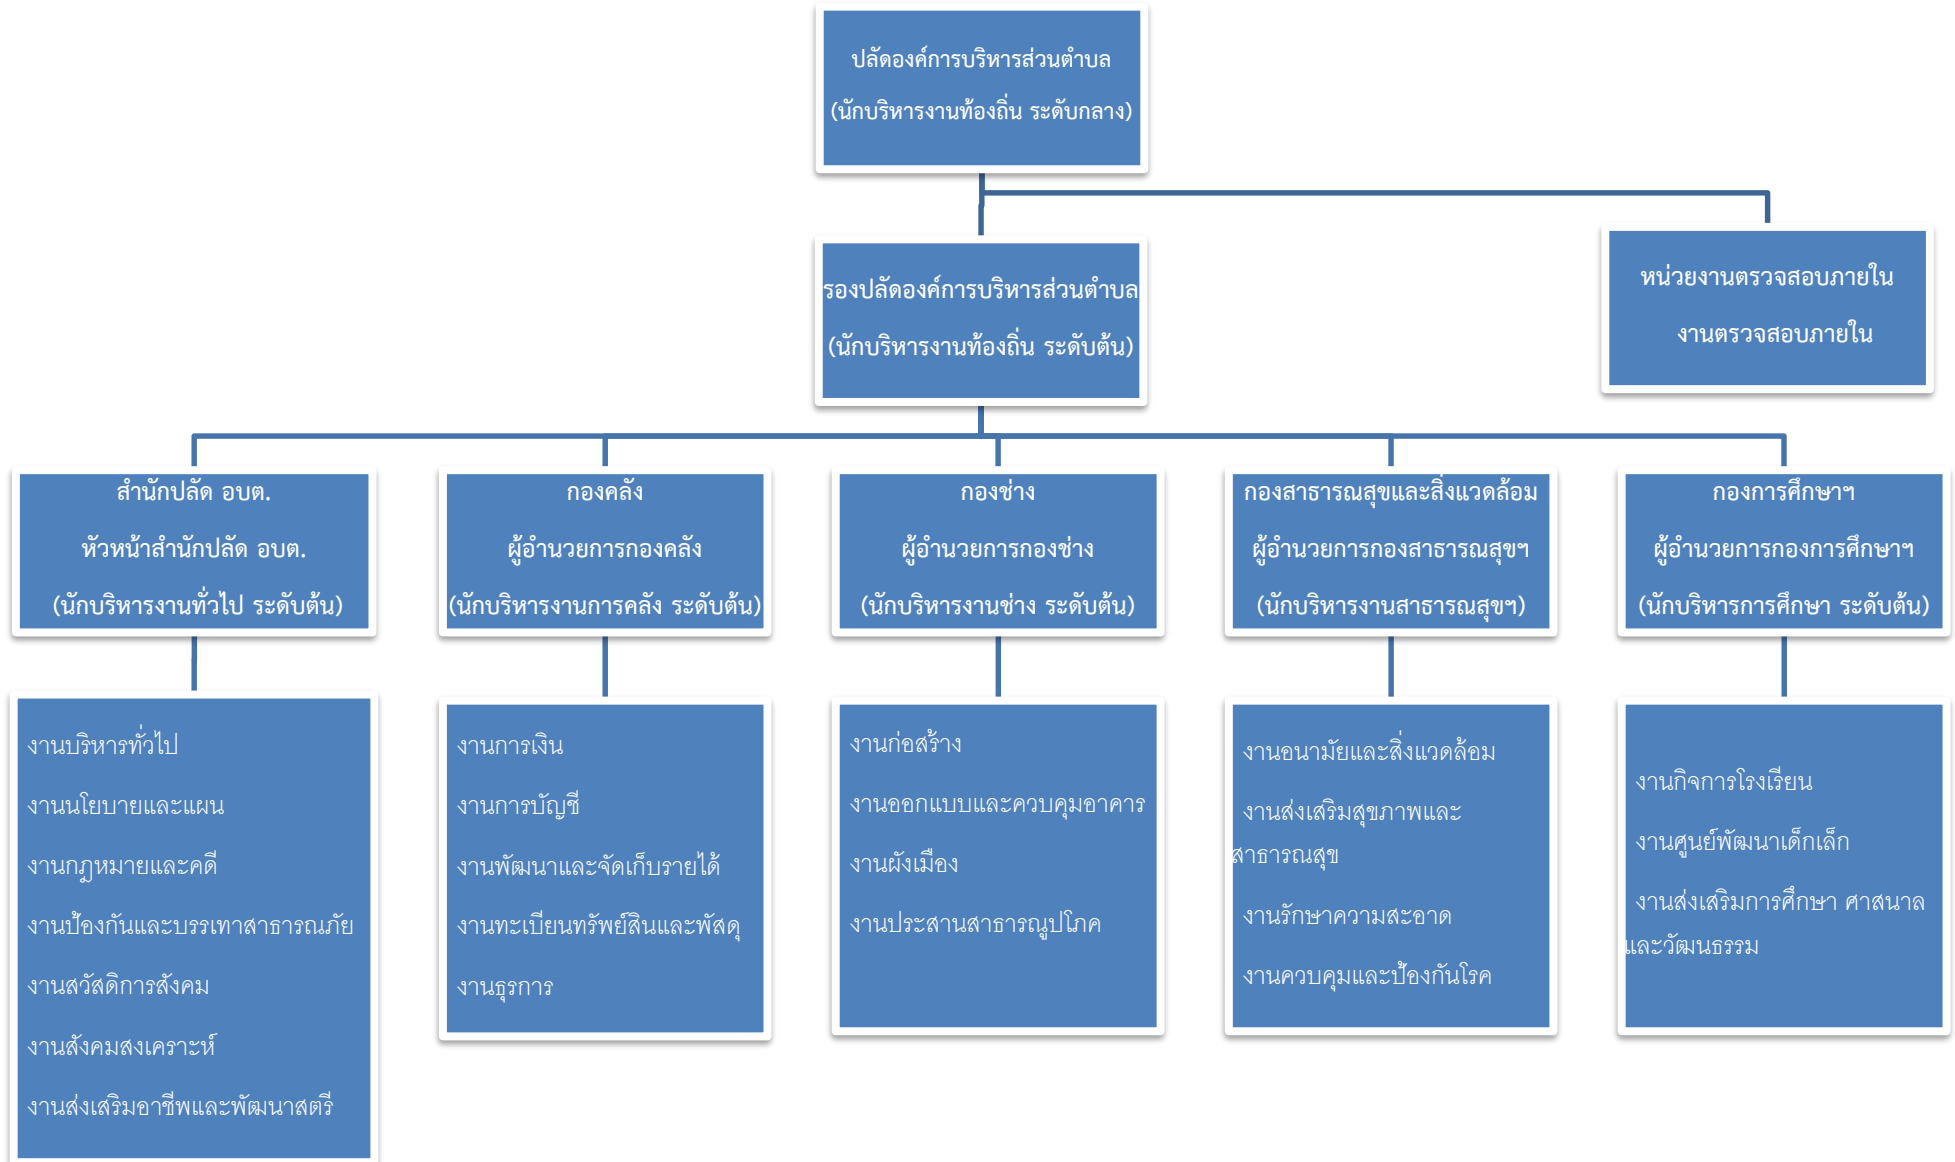 ปลัดองค์การบริหารส่วนตำบล
(นักบริหารงานท้องถิ่น ระดับกลาง)
รองปลัดองค์การบริหารส่วนตำบล
(นักบริหารงานท้องถิ่น ระดับต้น)
หน่วยงานตรวจสอบภายใน
งานตรวจสอบภายใน
สำนักปลัด อบต.
หัวหน้าสำนักปลัด อบต.
(นักบริหารงานทั่วไป ระดับต้น)
กองคลัง
ผู้อำนวยการกองคลัง
(นักบริหารงานการคลัง ระดับต้น)
กองช่าง
ผู้อำนวยการกองช่าง
(นักบริหารงานช่าง ระดับต้น)
กองสาธารณสุขและสิ่งแวดล้อม
ผู้อำนวยการกองสาธารณสุขฯ
(นักบริหารงานสาธารณสุขฯ)
กองการศึกษาฯ
ผู้อำนวยการกองการศึกษาฯ
(นักบริหารการศึกษา ระดับต้น)
งานบริหารทั่วไป
งานนโยบายและแผน
งานกฎหมายและคดี
งานป้องกันและบรรเทาสาธารณภัย
งานสวัสดิการสังคม
งานสังคมสงเคราะห์
งานส่งเสริมอาชีพและพัฒนาสตรี
งานการเงิน
งานการบัญชี
งานพัฒนาและจัดเก็บรายได้
งานทะเบียนทรัพย์สินและพัสดุ
งานธุรการ
งานก่อสร้าง
งานออกแบบและควบคุมอาคาร
งานผังเมือง
งานประสานสาธารณูปโภค
งานอนามัยและสิ่งแวดล้อม
งานส่งเสริมสุขภาพและ
สาธารณสุข
งานรักษาความสะอาด
งานควบคุมและป้องกันโรค
งานกิจการโรงเรียน
งานศูนย์พัฒนาเด็กเล็ก
งานส่งเสริมการศึกษา ศาสนาล
และวัฒนธรรม